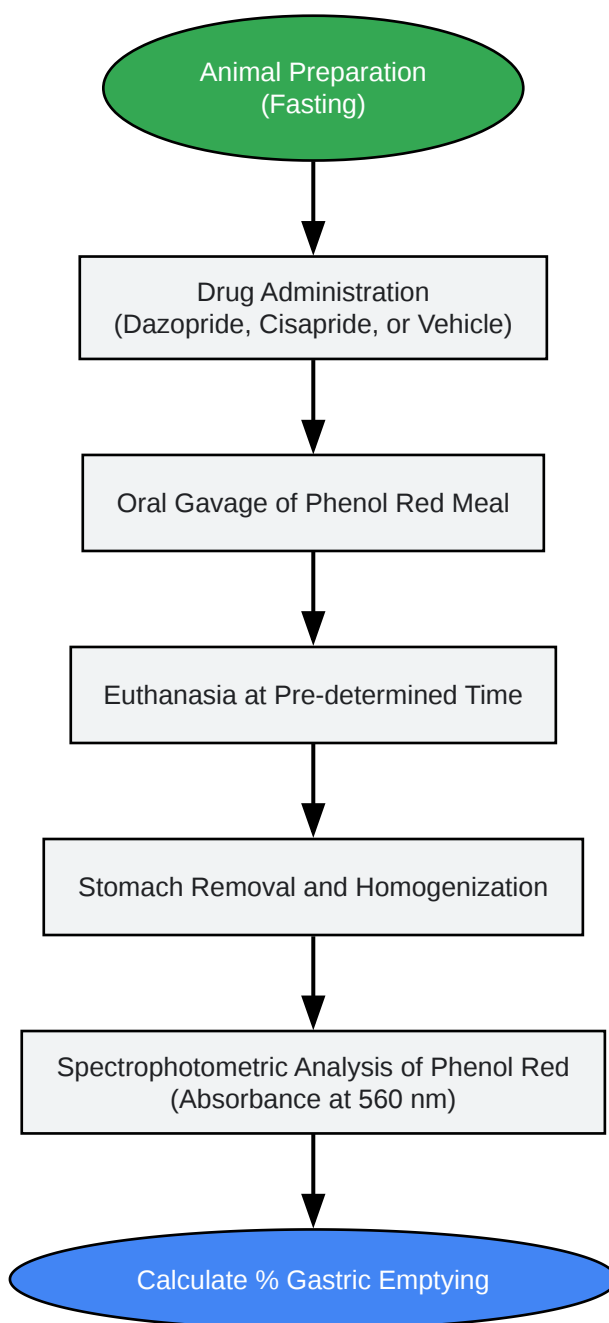 Animal Preparation
(Fasting)
Drug Administration
(Dazopride, Cisapride, or Vehicle)
Oral Gavage of Phenol Red Meal
Euthanasia at Pre-determined Time
Stomach Removal and Homogenization
Spectrophotometric Analysis of Phenol Red
(Absorbance at 560 nm)
Calculate % Gastric Emptying